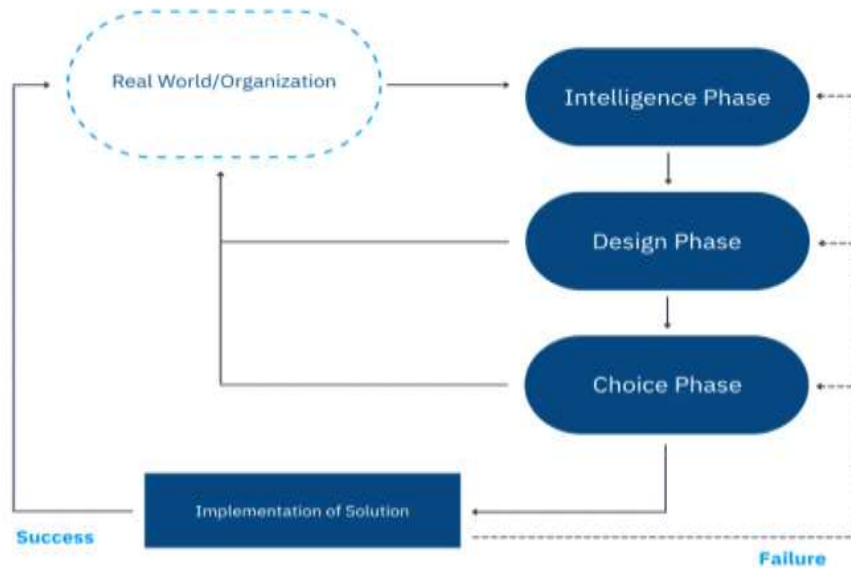 Real World/Organization
Intelligence Phase
Design Phase
Choice Phase
Implementation of Solution
Success
Failure